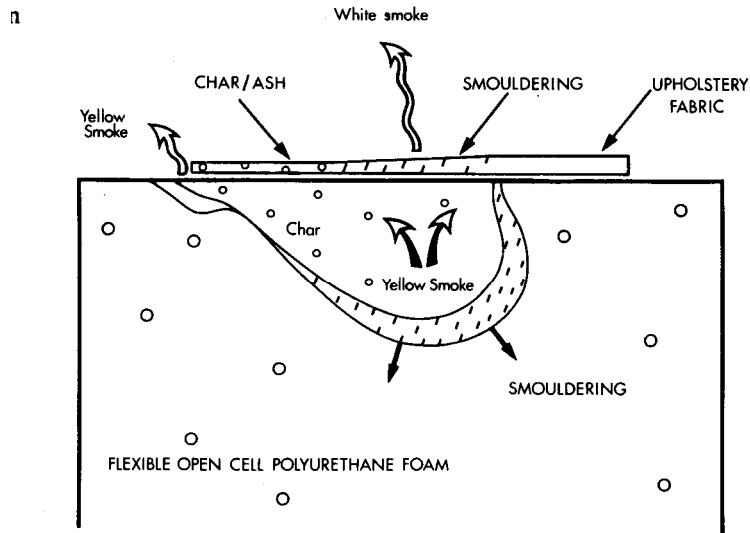 n
White smoke
CHAR/ASH
SMOULDERING
UPHOLSTERY
FABRIC
Yellow
Smoke
Char
Yellow Smoke
SMOULDERING
FLEXIBLE OPEN CELL POLYURETHANE FOAM